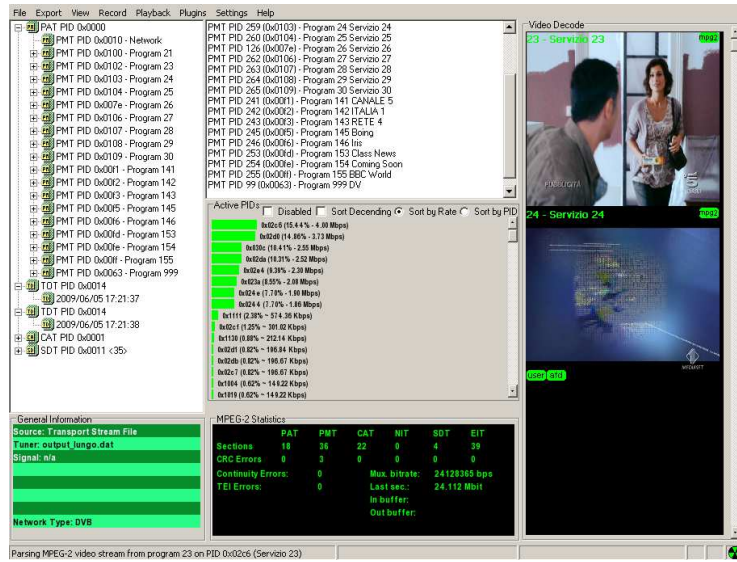 File Export View Record Playback Plugins Settings Help
PAT PID 0x0000
PMT PID 0x0010 - Network
PMT PID 0x0100 - Program 21
PMT PID 0x0102 - Program 23
PMT PID 0x0103 - Program 24
PMT PID 0x0104 - Program 25
PMT PID 0x007e - Program 26
PMT PID 0x0106 - Program 27
PMT PID 0x0107 - Program 28
PMT PID 0x0108 - Program 29
PMT PID 0x0109 - Program 30
PMT PID 0x00f1 - Program 141
PMT PID 0x00f2 - Program 142
PMT PID 0x00f3 - Program 143
PMT PID 0x00f5 - Program 145
PMT PID 0x00f6 - Program 146
PMT PID 0x00fd - Program 153
PMT PID 0x00fe - Program 154
PMT PID 0x00ff - Program 155
PMT PID 0x0063 - Program 999
TOT PID 0x0014
2009/06/05 17:21:37
TDT PID 0x0014
2009/06/05 17:21:38
CAT PID 0x0001
SDT PID 0x0011 <35>
PMT PID 259 (0x0103) - Program 24 Servizio 24
PMT PID 260 (0x0104) - Program 25 Servizio 25
PMT PID 126 (0x007e) - Program 26 Servizio 26
PMT PID 262 (0x0106) - Program 27 Servizio 27
PMT PID 263 (0x0107) - Program 28 Servizio 28
PMT PID 264 (0x0108) - Program 29 Servizio 29
PMT PID 265 (0x0109) - Program 30 Servizio 30
PMT PID 241 (0x00f1) - Program 141 CANALE 5
PMT PID 242 (0x00f2) - Program 142 ITALIA 1
PMT PID 243 (0x00f3) - Program 143 RETE 4
PMT PID 245 (0x00f5) - Program 145 Boing
PMT PID 246 (0x00f6) - Program 146 Iris
PMT PID 253 (0x00fd) - Program 153 Class News
PMT PID 254 (0x00fe) - Program 154 Coming Soon
PMT PID 255 (0x00ff) - Program 155 BBC World
PMT PID 99 (0x0063) - Program 999 DV
Active PIDs Disabled Sort Decending Sort by Rate Sort by PID
0x02c6 (15.44% - 4.00 Mbps)
0x02d0 (14.86% - 3.73 Mbps)
0x030c (10.41% - 2.55 Mbps)
0x02da (10.31% - 2.52 Mbps)
0x02e4 (9.39% - 2.30 Mbps)
0x023a (8.55% - 2.08 Mbps)
0x024e (7.70% - 1.90 Mbps)
0x0244 (7.70% - 1.86 Mbps)
0x1111 (2.38% ~ 574.36 Kbps)
0x02c1 (1.25% ~ 301.02 Kbps)
0x1130 (0.88% ~ 212.14 Kbps)
0x02d1 (0.82% ~ 196.84 Kbps)
0x02db (0.82% ~ 196.67 Kbps)
0x02c7 (0.82% ~ 196.67 Kbps)
0x1004 (0.62% ~ 149.22 Kbps)
0x1019 (0.62% ~ 149.22 Kbps)
Video Decode
23 - Servizio 23 mpg2
PUBBLICITÀ 5
24 - Servizio 24 mpg2
MEDIASET
user afd
General Information
Source: Transport Stream File
Tuner: output_lungo.dat
Signal: n/a
Network Type: DVB
MPEG-2 Statistics
PAT PMT CAT NIT SDT EIT
Sections 18 36 22 0 4 39
CRC Errors 0 3 0 0 0 0
Continuity Errors: 0 Mux. bitrate: 24128365 bps
TEI Errors: 0 Last sec.: 24.112 Mbit
In buffer:
Out buffer:
Parsing MPEG-2 video stream from program 23 on PID 0x02c6 (Servizio 23)